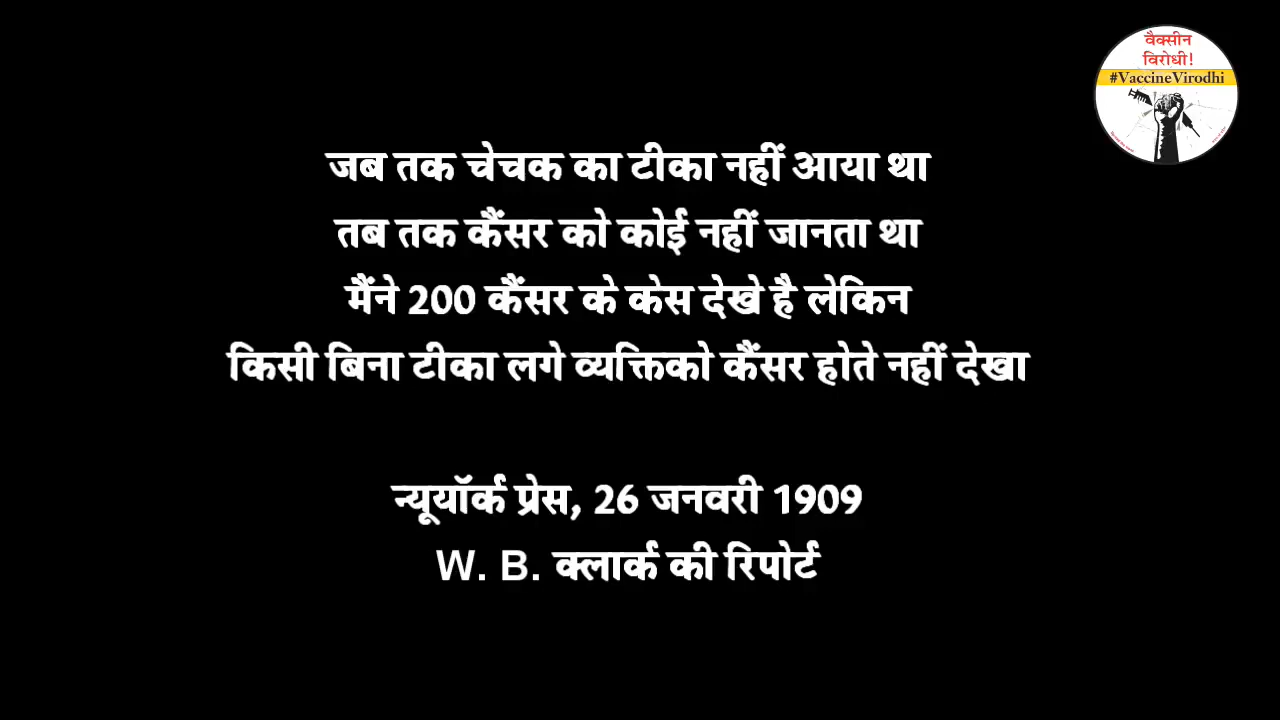 वैक्सीन
विरोधी!
#VaccineVirodhi
जब तक चेचक का टीका नहीं आया था
तब तक कैंसर को कोई नहीं जानता था
मैंने 200 कैंसर के केस देखे है लेकिन
किसी बिना टीका लगे व्यक्तिको कैंसर होते नहीं देखा
न्यूयॉर्क प्रेस, 26 जनवरी 1909
W. B. क्लार्क की रिपोर्ट